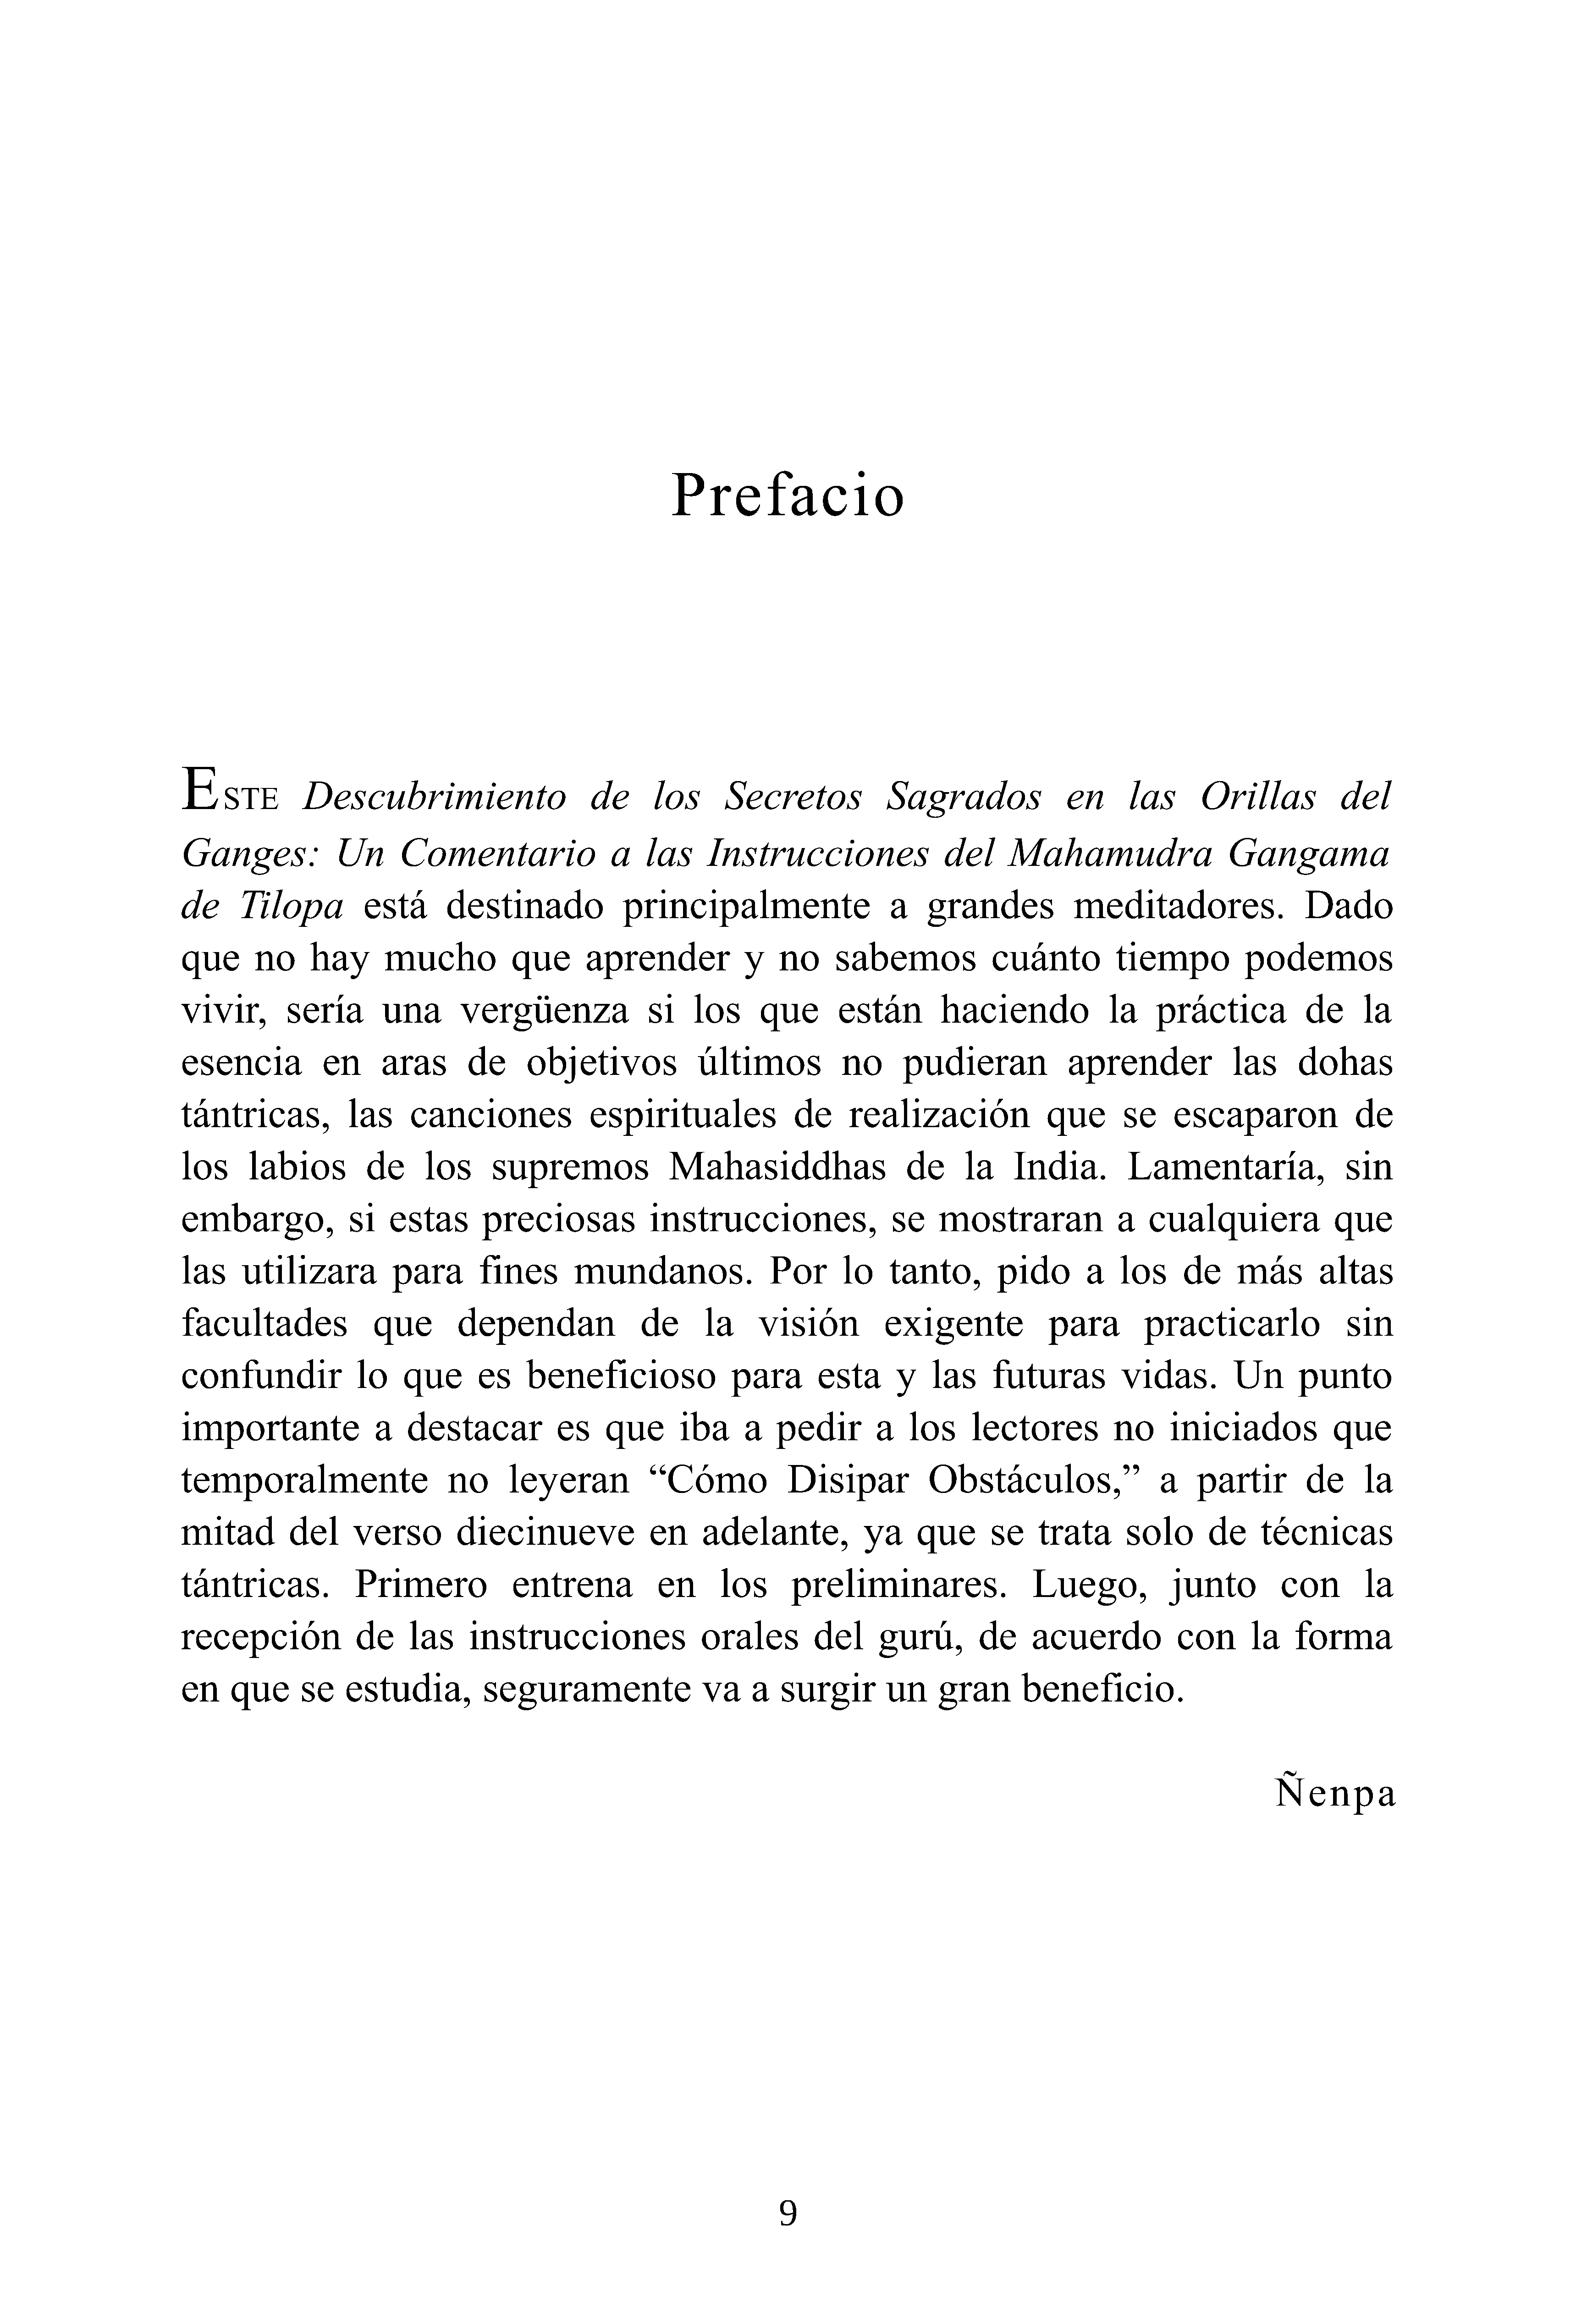 Prefacio
ESTE Descubrimiento de los Secretos Sagrados en las Orillas del
Ganges: Un Comentario a las Instrucciones del Mahamudra Gangama
de Tilopa está destinado principalmente a grandes meditadores. Dado
que no hay mucho que aprender y no sabemos cuánto tiempo podemos
vivir, sería una vergüenza si los que están haciendo la práctica de la
esencia en aras de objetivos últimos no pudieran aprender las dohas
tántricas, las canciones espirituales de realización que se escaparon de
los labios de los supremos Mahasiddhas de la India. Lamentaría, sin
embargo, si estas preciosas instrucciones, se mostraran a cualquiera que
las utilizara para fines mundanos. Por lo tanto, pido a los de más altas
facultades que dependan de la visión exigente para practicarlo sin
confundir lo que es beneficioso para esta y las futuras vidas. Un punto
importante a destacar es que iba a pedir a los lectores no iniciados que
temporalmente no leyeran “Cómo Disipar Obstáculos,” a partir de la
mitad del verso diecinueve en adelante, ya que se trata solo de técnicas
tántricas. Primero entrena en los preliminares. Luego, junto con la
recepción de las instrucciones orales del gurú, de acuerdo con la forma
en que se estudia, seguramente va a surgir un gran beneficio.
Ñenpa
9